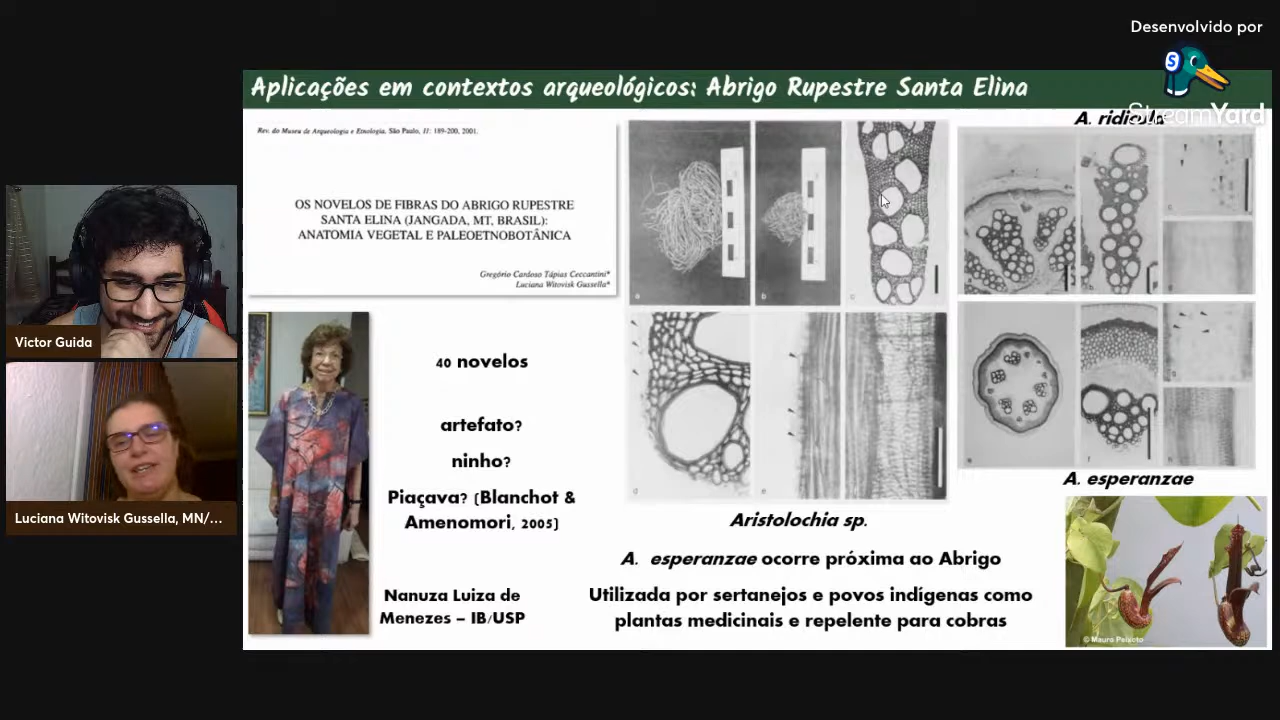 Desenvolvido por
StreamYard
Aplicações em contextos arqueológicos: Abrigo Rupestre Santa Elina
Rev. do Museu de Arqueologia e Etnologia, São Paulo, 11: 189-200, 2001.
OS NOVELOS DE FIBRAS DO ABRIGO RUPESTRE
SANTA ELINA (JANGADA, MT, BRASIL):
ANATOMIA VEGETAL E PALEOETNOBOTÂNICA
Gregório Cardoso Tápias Ceccantini*
Luciana Witovisk Gussella*
Victor Guida
Luciana Witovisk Gussella, MN/...
40 novelos
artefato?
ninho?
Piaçava? (Blanchot &
Amenomori, 2005)
Nanuza Luiza de
Menezes – IB/USP
a
b
c
d
e
Aristolochia sp.
A. esperanzae ocorre próxima ao Abrigo
Utilizada por sertanejos e povos indígenas como
plantas medicinais e repelente para cobras
A. esperanzae
© Mauro Peixoto